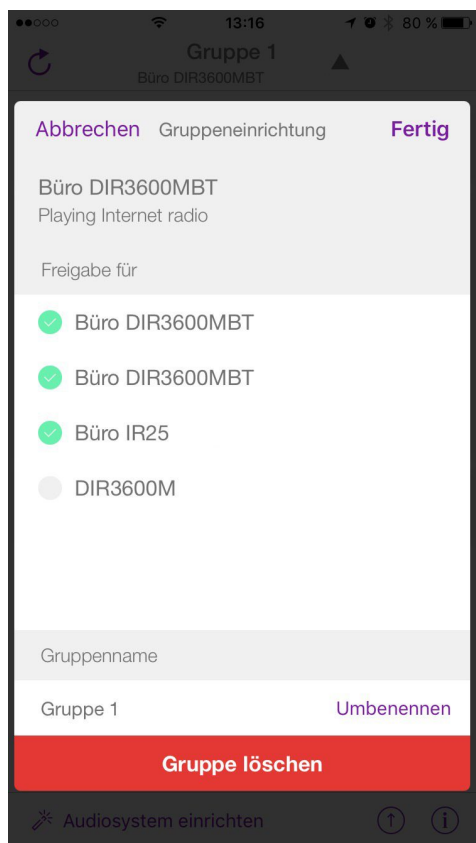 13:16
80 %
Gruppe 1
Büro DIR3600MBT
Abbrechen Gruppeneinrichtung Fertig
Büro DIR3600MBT
Playing Internet radio
Freigabe für
Büro DIR3600MBT
Büro DIR3600MBT
Büro IR25
DIR3600M
Gruppenname
Gruppe 1 Umbenennen
Gruppe löschen
Audiosystem einrichten